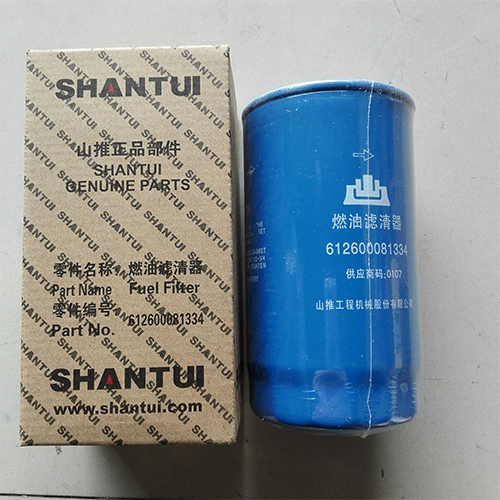 SHANTUI
山推正品部件
SHANTUI
GENUINE PARTS
零件名称 燃油滤清器
Part Name Fuel Filter
零件编号
Part No. 612600081334
SHANTUI
www.shantui.com
燃油滤清器
612600081334
供应商码:0107
山推工程机械股份有限公司